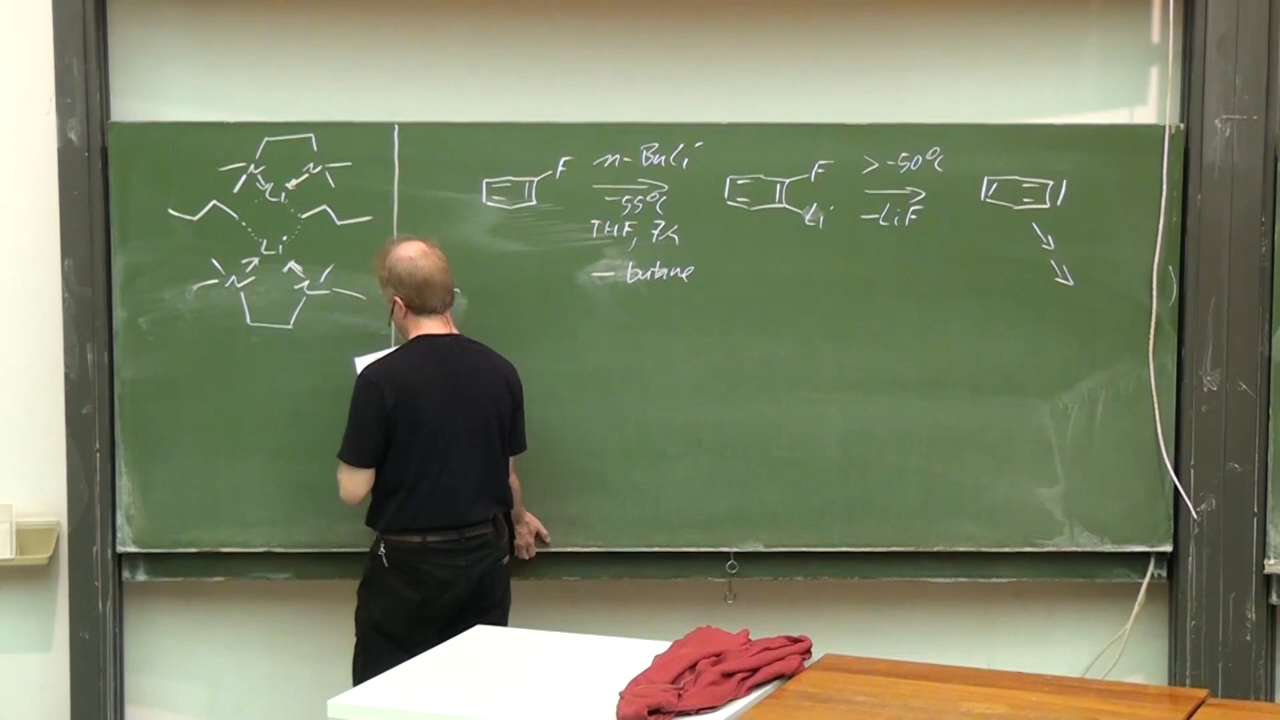 N N
Li
Li
N N
F n-BuLi F > -50°C
-55°C Li -LiF
THF, 7h
- butane